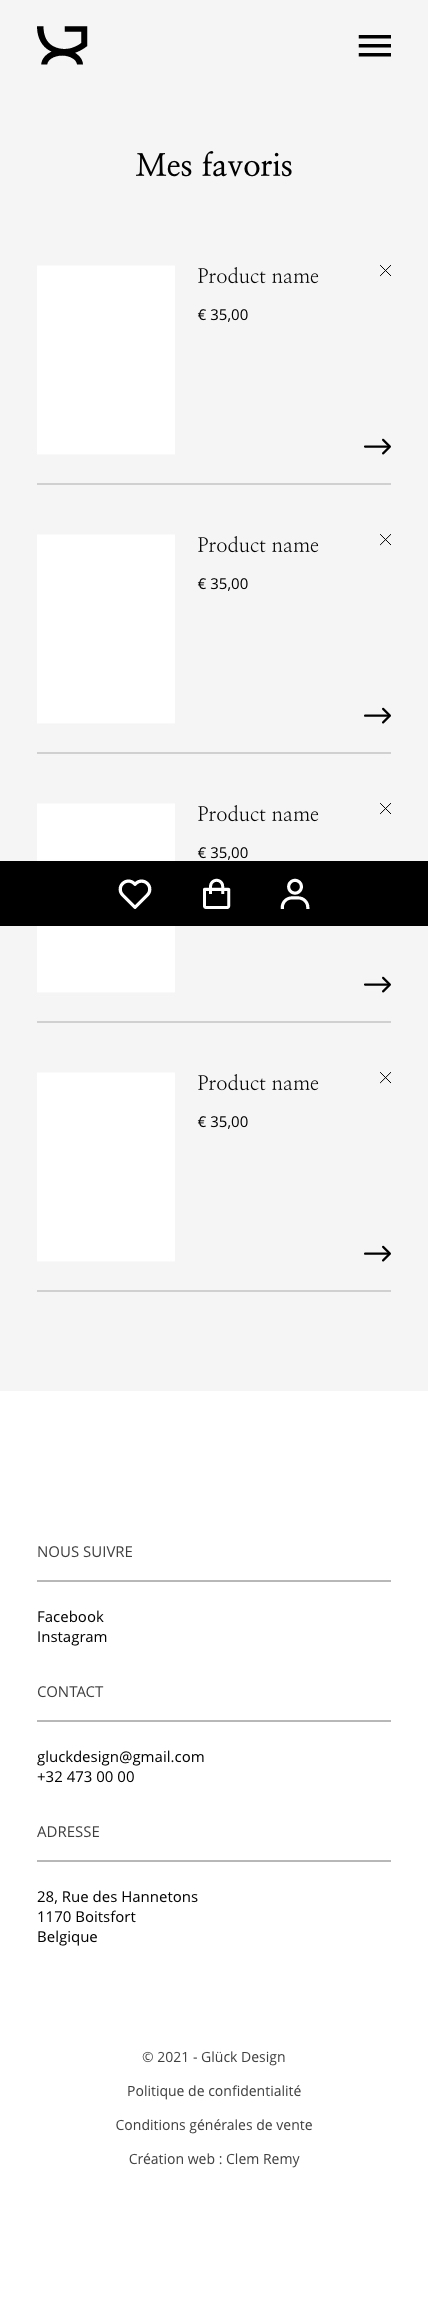 Mes favoris
Product name
€ 35,00
Product name
€ 35,00
Product name
€ 35,00
Product name
€ 35,00
NOUS SUIVRE
Facebook
Instagram
CONTACT
gluckdesign@gmail.com
+32 473 00 00
ADRESSE
28, Rue des Hannetons
1170 Boitsfort
Belgique
© 2021 - Glück Design
Politique de confidentialité
Conditions générales de vente
Création web : Clem Remy